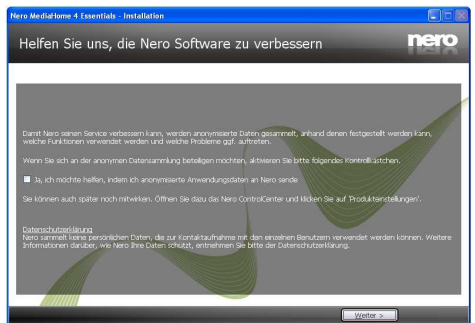 Nero MediaHome 4 Essentials - Installation
Helfen Sie uns, die Nero Software zu verbessern
nero
Damit Nero seinen Service verbessern kann, werden anonymisierte Daten gesammelt, anhand denen festgestellt werden kann,
welche Funktionen verwendet werden und welche Probleme ggf. auftreten.
Wenn Sie sich an der anonymen Datensammlung beteiligen möchten, aktivieren Sie bitte folgendes Kontrollkästchen.
Ja, ich möchte helfen, indem ich anonymisierte Anwendungsdaten an Nero sende
Sie können auch später noch mitwirken. Öffnen Sie dazu das Nero ControlCenter und klicken Sie auf 'Produkteinstellungen'.
Datenschutzerklärung
Nero sammelt keine persönlichen Daten, die zur Kontaktaufnahme mit den einzelnen Benutzern verwendet werden können. Weitere
Informationen darüber, wie Nero Ihre Daten schützt, entnehmen Sie bitte der Datenschutzerklärung.
Weiter >